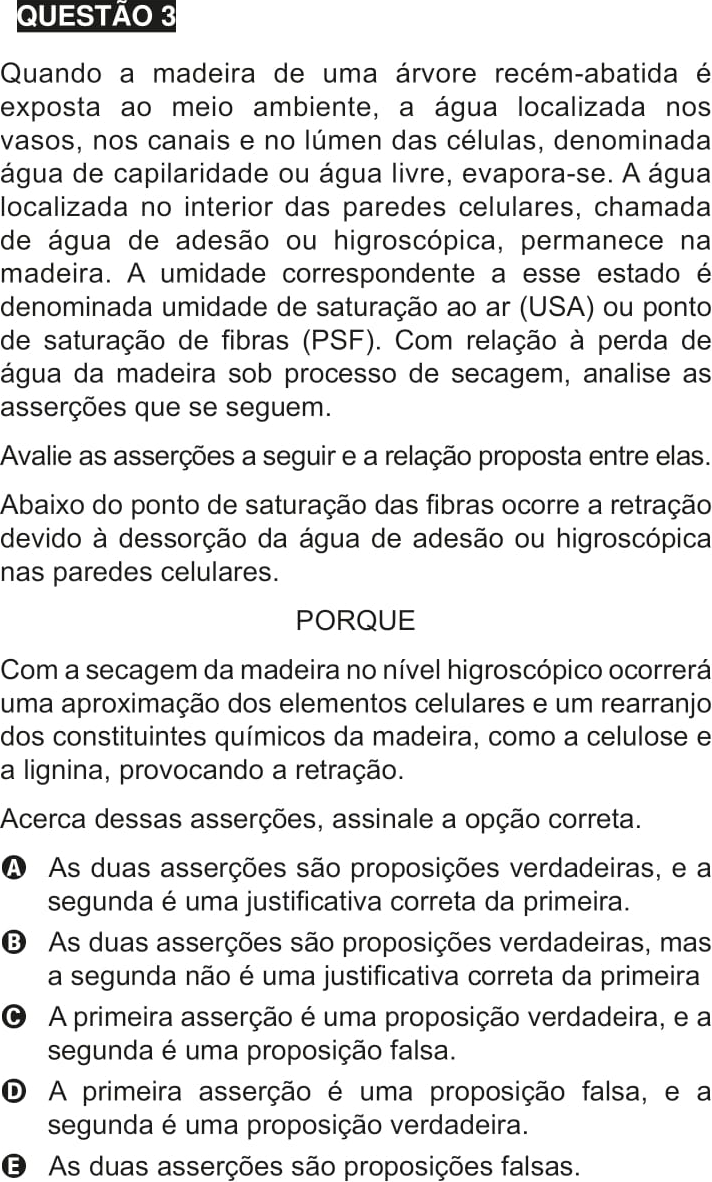 QUESTÃO 3
Quando a madeira de uma árvore recém-abatida é
exposta ao meio ambiente, a água localizada nos
vasos, nos canais e no lúmen das células, denominada
água de capilaridade ou água livre, evapora-se. A água
localizada no interior das paredes celulares, chamada
de água de adesão ou higroscópica, permanece na
madeira. A umidade correspondente a esse estado é
denominada umidade de saturação ao ar (USA) ou ponto
de saturação de fibras (PSF). Com relação à perda de
água da madeira sob processo de secagem, analise as
asserções que se seguem.
Avalie as asserções a seguir e a relação proposta entre elas.
Abaixo do ponto de saturação das fibras ocorre a retração
devido à dessorção da água de adesão ou higroscópica
nas paredes celulares.
PORQUE
Com a secagem da madeira no nível higroscópico ocorrerá
uma aproximação dos elementos celulares e um rearranjo
dos constituintes químicos da madeira, como a celulose e
a lignina, provocando a retração.
Acerca dessas asserções, assinale a opção correta.
A As duas asserções são proposições verdadeiras, e a
segunda é uma justificativa correta da primeira.
B As duas asserções são proposições verdadeiras, mas
a segunda não é uma justificativa correta da primeira
C A primeira asserção é uma proposição verdadeira, e a
segunda é uma proposição falsa.
D A primeira asserção é uma proposição falsa, e a
segunda é uma proposição verdadeira.
E As duas asserções são proposições falsas.